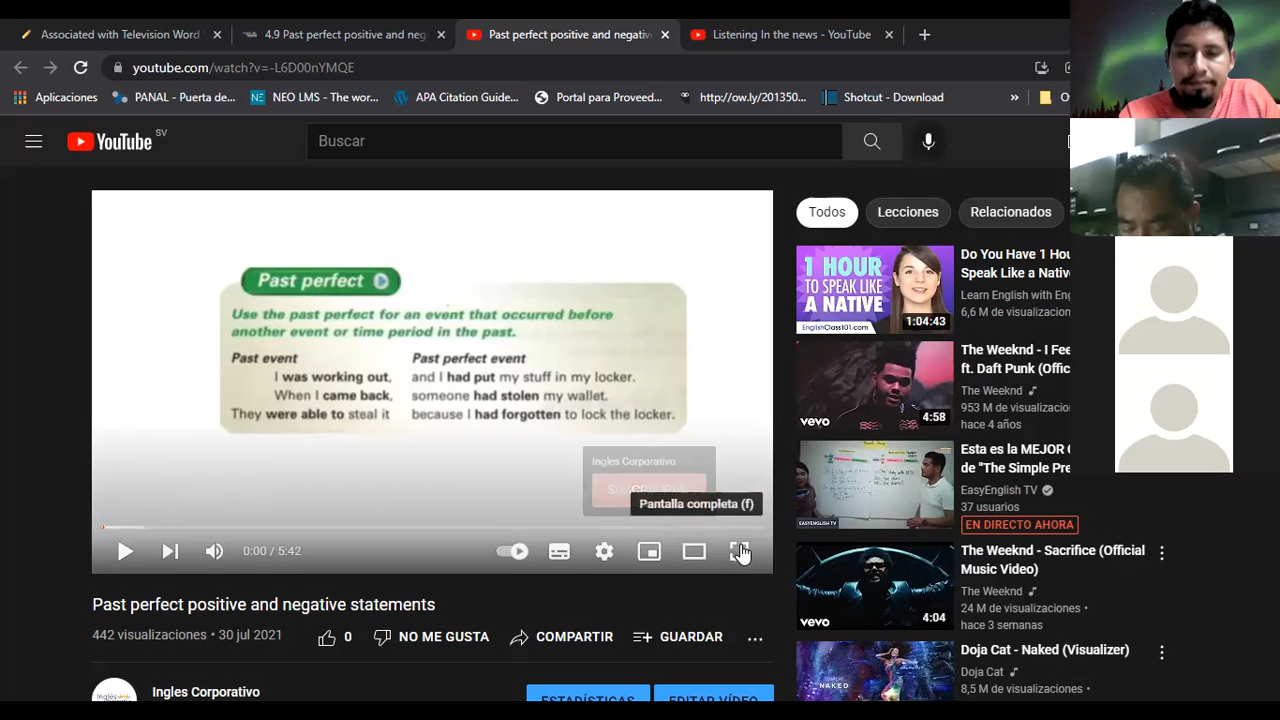 Associated with Television Word
4.9 Past perfect positive and neg
Past perfect positive and negativ
Listening In the news - YouTube
youtube.com/watch?v=-L6D00nYMQE
Aplicaciones
PANAL - Puerta de...
NEO LMS - The wor...
APA Citation Guide...
Portal para Proveed...
http://ow.ly/201350...
Shotcut - Download
»
YouTube SV
Buscar
Past perfect
Use the past perfect for an event that occurred before
another event or time period in the past.
Past event Past perfect event
I was working out, and I had put my stuff in my locker.
When I came back, someone had stolen my wallet.
They were able to steal it because I had forgotten to lock the locker.
Ingles Corporativo
Pantalla completa (f)
0:00 / 5:42
Past perfect positive and negative statements
442 visualizaciones • 30 jul 2021
0
NO ME GUSTA
COMPARTIR
GUARDAR
Ingles Corporativo
ESTADÍSTICAS
EDITAR VÍDEO
Todos
Lecciones
Relacionados
1 HOUR
TO SPEAK LIKE
A NATIVE
EnglishClass101.com
1:04:43
Do You Have 1 Hou
Speak Like a Native
Learn English with Eng
6,6 M de visualizacion
vevo
4:58
The Weeknd - I Fee
ft. Daft Punk (Offic
The Weeknd
953 M de visualizacio
hace 4 años
EASYENGLISH TV
Esta es la MEJOR
de "The Simple Pre
EasyEnglish TV
37 usuarios
EN DIRECTO AHORA
vevo
4:04
The Weeknd - Sacrifice (Official
Music Video)
The Weeknd
24 M de visualizaciones •
hace 3 semanas
DOJA CAT
NAKED
Doja Cat - Naked (Visualizer)
Doja Cat
8,5 M de visualizaciones •